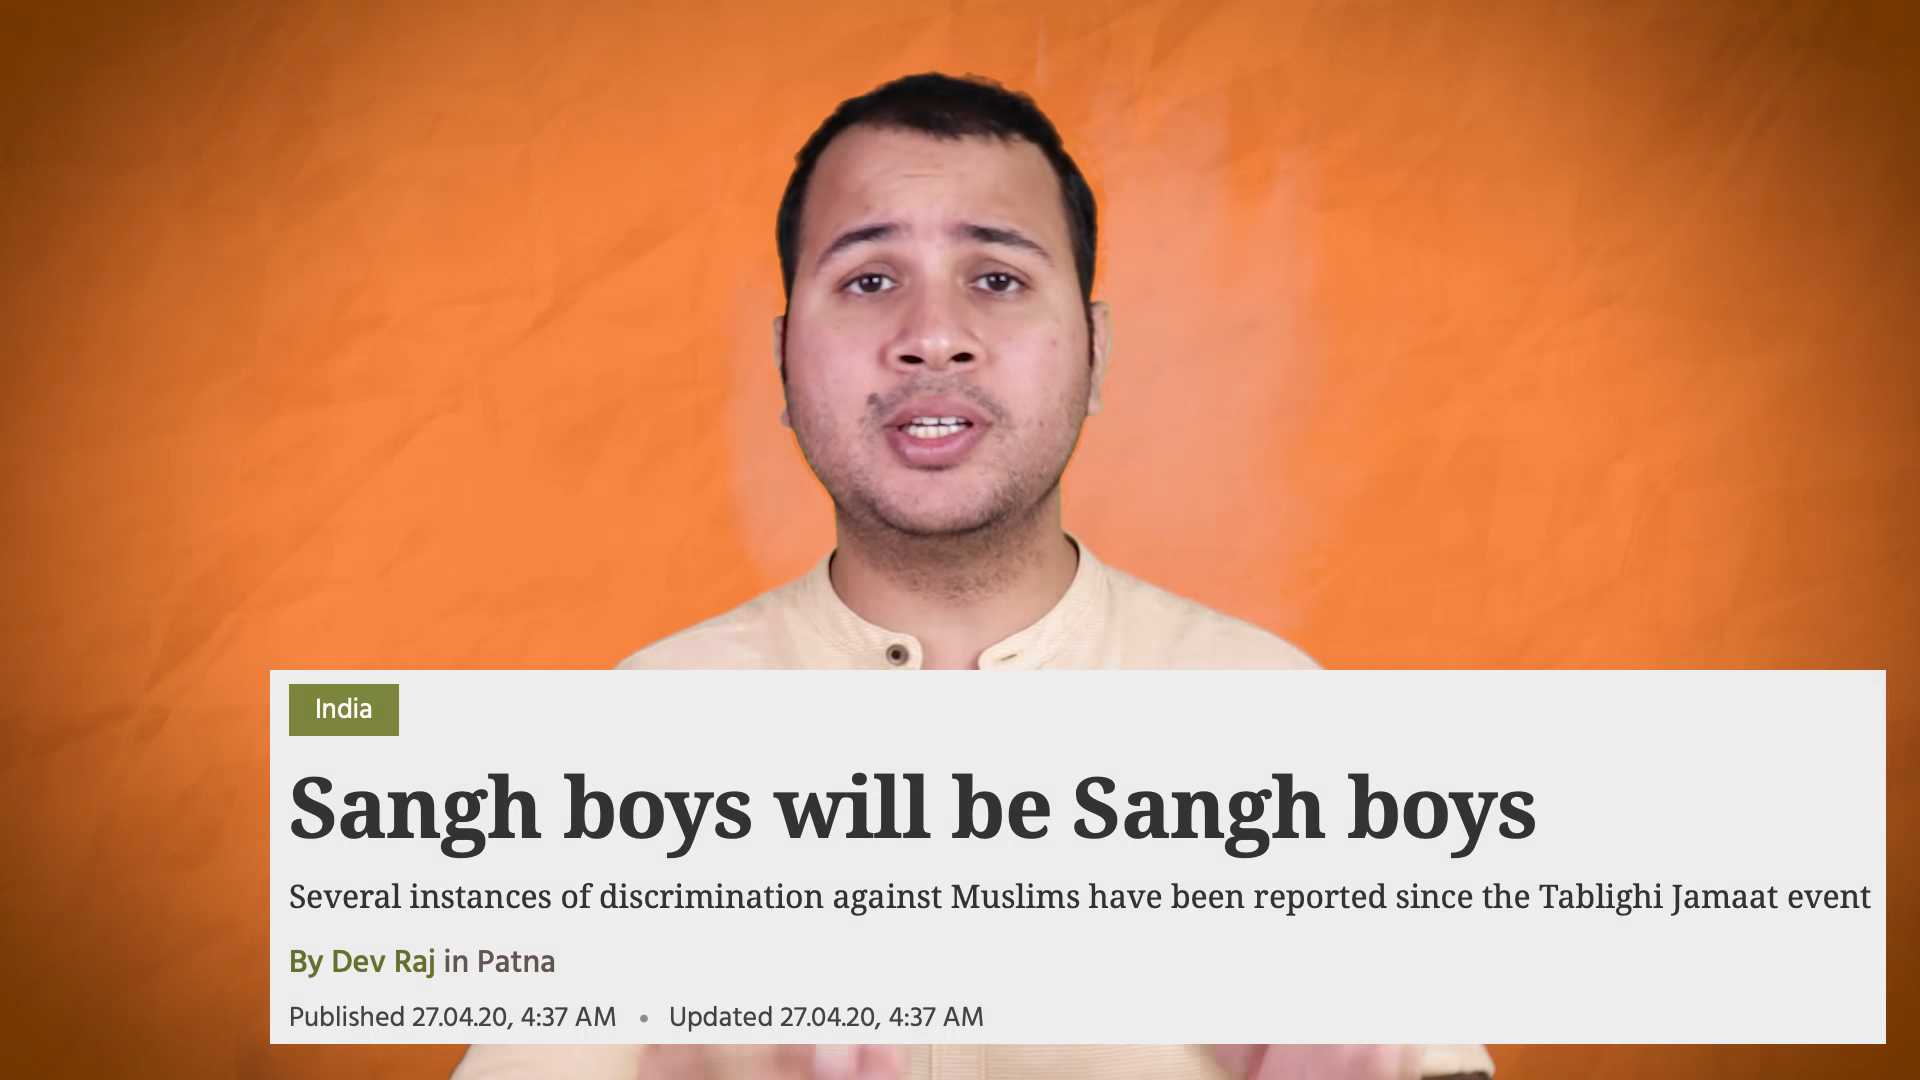 India
Sangh boys will be Sangh boys
Several instances of discrimination against Muslims have been reported since the Tablighi Jamaat event
By Dev Raj in Patna
Published 27.04.20, 4:37 AM • Updated 27.04.20, 4:37 AM